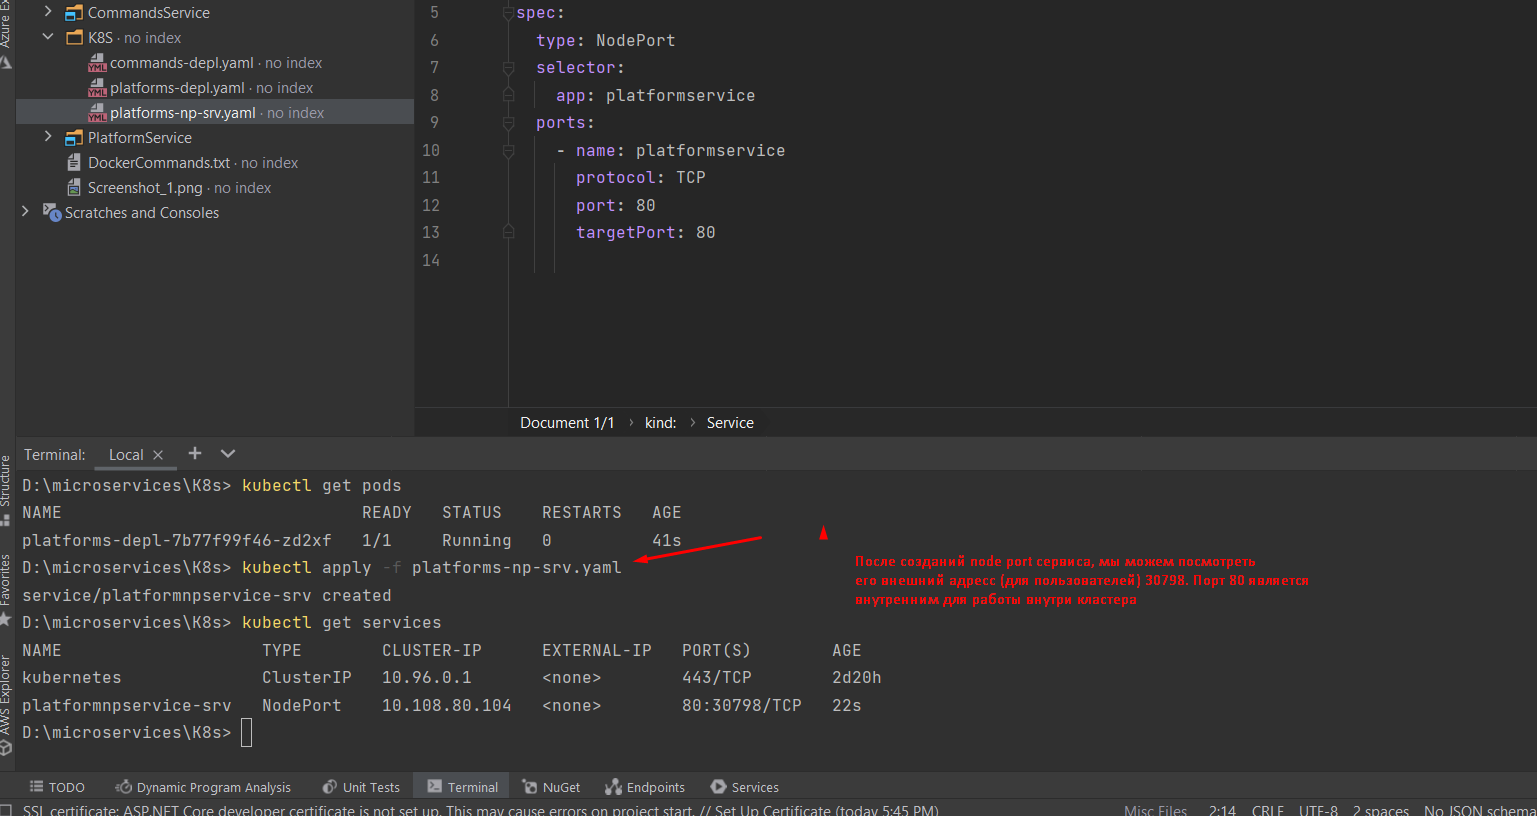 Azure Ex
CommandsService
K8S · no index
commands-depl.yaml · no index
platforms-depl.yaml · no index
platforms-np-srv.yaml · no index
PlatformService
DockerCommands.txt · no index
Screenshot_1.png · no index
Scratches and Consoles
5 spec:
6 type: NodePort
7 selector:
8 app: platformservice
9 ports:
10 - name: platformservice
11 protocol: TCP
12 port: 80
13 targetPort: 80
14
Document 1/1 › kind: › Service
Structure
Favorites
AWS Explorer
Terminal: Local × +
D:\microservices\K8s> kubectl get pods
NAME READY STATUS RESTARTS AGE
platforms-depl-7b77f99f46-zd2xf 1/1 Running 0 41s
D:\microservices\K8s> kubectl apply -f platforms-np-srv.yaml
service/platformnpservice-srv created
D:\microservices\K8s> kubectl get services
NAME TYPE CLUSTER-IP EXTERNAL-IP PORT(S) AGE
kubernetes ClusterIP 10.96.0.1 <none> 443/TCP 2d20h
platformnpservice-srv NodePort 10.108.80.104 <none> 80:30798/TCP 22s
D:\microservices\K8s>
После созданий node port сервиса, мы можем посмотреть
его внешний адресс (для пользователей) 30798. Порт 80 является
внутренним для работы внутри кластера
TODO Dynamic Program Analysis Unit Tests Terminal NuGet Endpoints Services
SSL certificate: ASP.NET Core developer certificate is not set up. This may cause errors on project start. // Set Up Certificate (today 5:45 PM) Misc Files 2:14 CRLF UTF-8 2 spaces No JSON schema